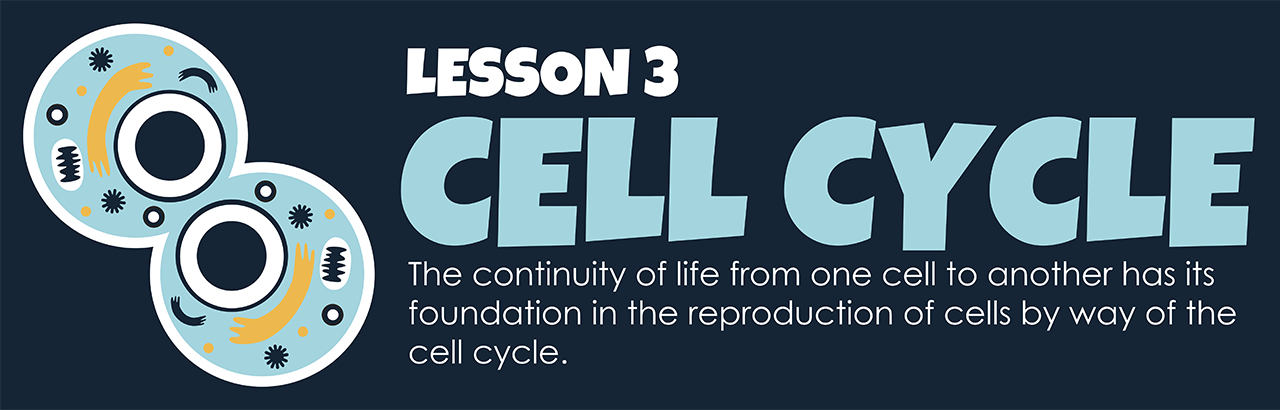 LESSON 3
CELL CYCLE
The continuity of life from one cell to another has its
foundation in the reproduction of cells by way of the
cell cycle.